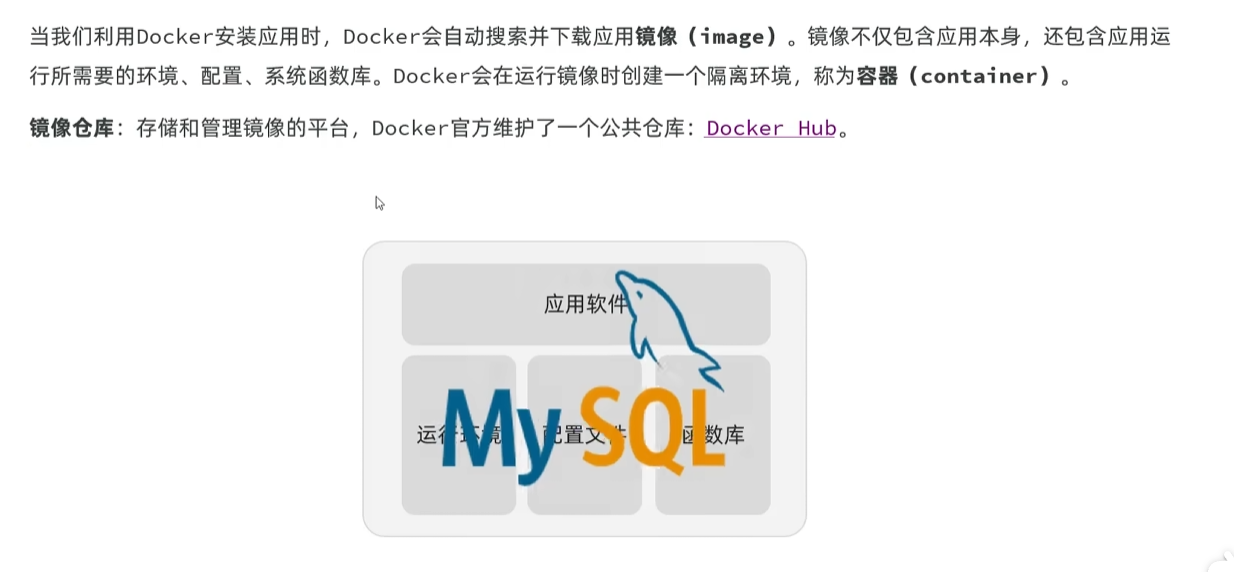 当我们利用Docker安装应用时，Docker会自动搜索并下载应用镜像（image）。镜像不仅包含应用本身，还包含应用运
行所需要的环境、配置、系统函数库。Docker会在运行镜像时创建一个隔离环境，称为容器（container）。
镜像仓库：存储和管理镜像的平台，Docker官方维护了一个公共仓库：Docker Hub。
应用软件
运行环境 配置文件 函数库
MySQL